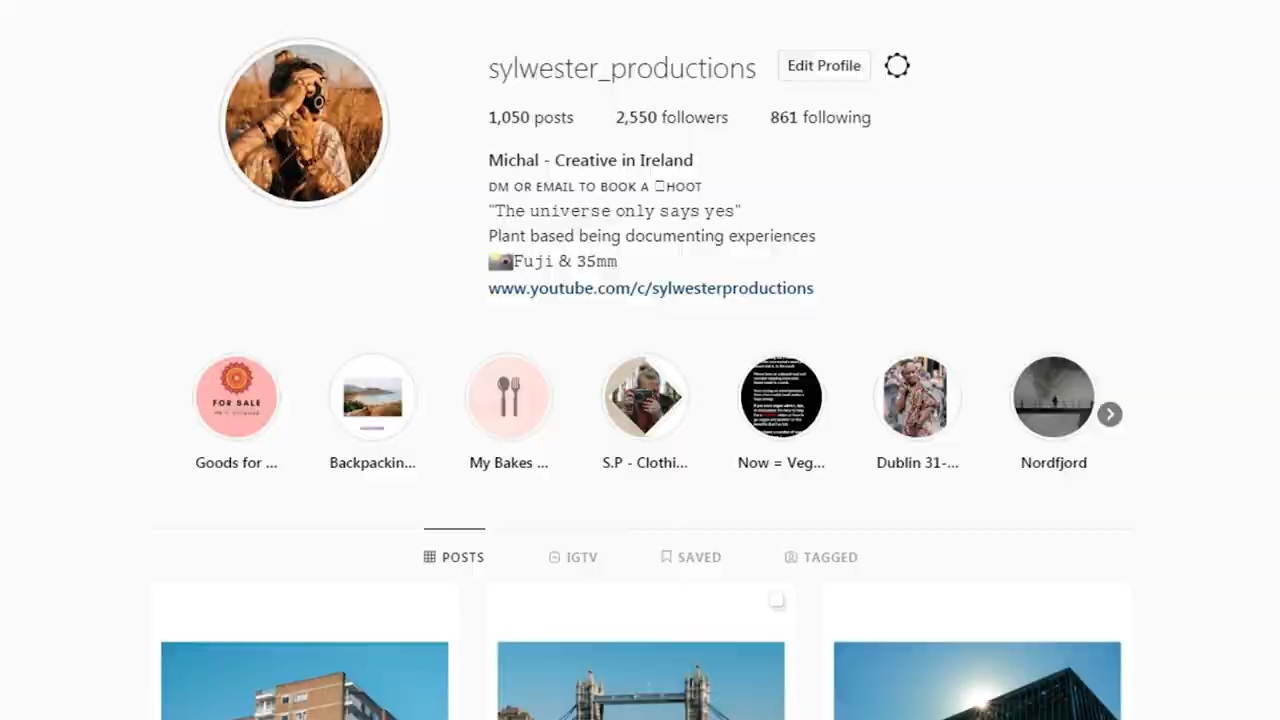 sylwester_productions Edit Profile
1,050 posts 2,550 followers 861 following
Michal - Creative in Ireland
DM OR EMAIL TO BOOK A □HOOT
"The universe only says yes"
Plant based being documenting experiences
Fuji & 35mm
www.youtube.com/c/sylwesterproductions
FOR SALE
Goods for ... Backpackin... My Bakes ... S.P - Clothi... Now = Veg... Dublin 31-... Nordfjord
POSTS IGTV SAVED TAGGED